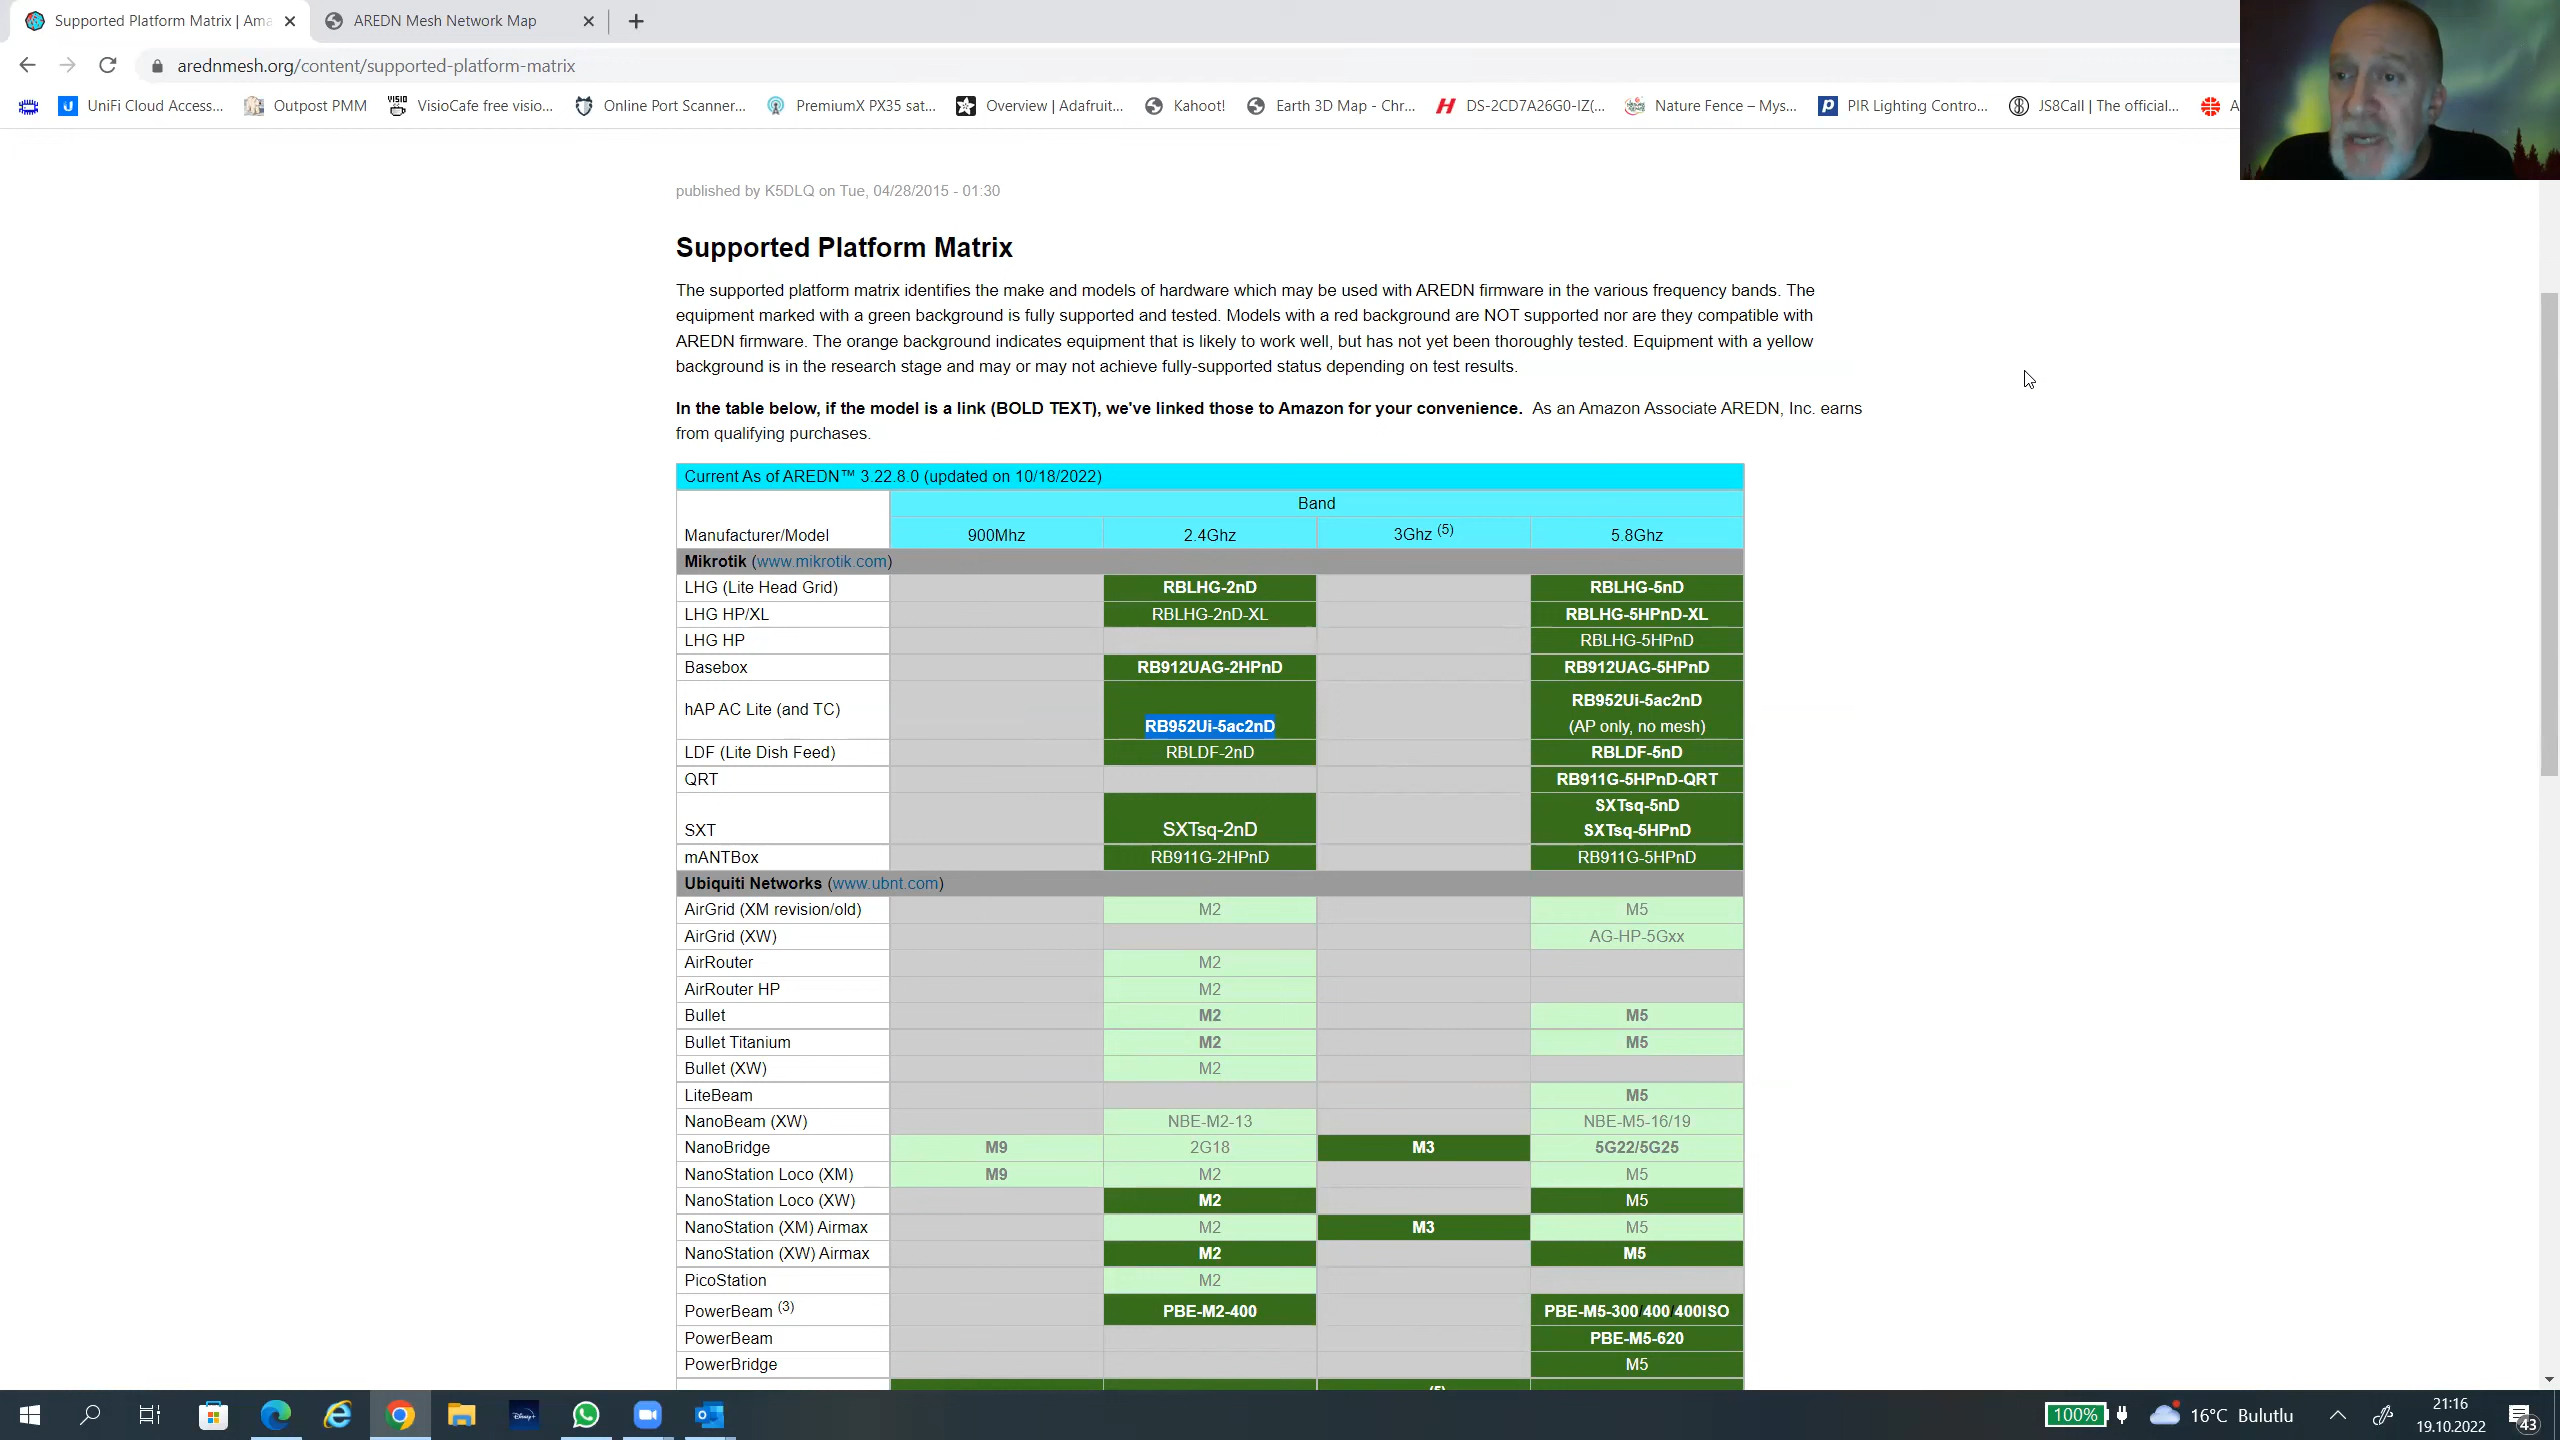 Supported Platform Matrix | Ama
AREDN Mesh Network Map
arednmesh.org/content/supported-platform-matrix
UniFi Cloud Access... Outpost PMM VISIO VisioCafe free visio... Online Port Scanner... PremiumX PX35 sat... Overview | Adafruit... Kahoot! Earth 3D Map - Chr... DS-2CD7A26G0-IZ(... Nature Fence – Mys... PIR Lighting Contro... JS8Call | The official... A
published by K5DLQ on Tue, 04/28/2015 - 01:30
Supported Platform Matrix
The supported platform matrix identifies the make and models of hardware which may be used with AREDN firmware in the various frequency bands. The
equipment marked with a green background is fully supported and tested. Models with a red background are NOT supported nor are they compatible with
AREDN firmware. The orange background indicates equipment that is likely to work well, but has not yet been thoroughly tested. Equipment with a yellow
background is in the research stage and may or may not achieve fully-supported status depending on test results.
In the table below, if the model is a link (BOLD TEXT), we've linked those to Amazon for your convenience. As an Amazon Associate AREDN, Inc. earns
from qualifying purchases.
Current As of AREDN™ 3.22.8.0 (updated on 10/18/2022)
Band
Manufacturer/Model 900Mhz 2.4Ghz 3Ghz (5) 5.8Ghz
Mikrotik (www.mikrotik.com)
LHG (Lite Head Grid) RBLHG-2nD RBLHG-5nD
LHG HP/XL RBLHG-2nD-XL RBLHG-5HPnD-XL
LHG HP RBLHG-5HPnD
Basebox RB912UAG-2HPnD RB912UAG-5HPnD
hAP AC Lite (and TC) RB952Ui-5ac2nD RB952Ui-5ac2nD
(AP only, no mesh)
LDF (Lite Dish Feed) RBLDF-2nD RBLDF-5nD
QRT RB911G-5HPnD-QRT
SXT SXTsq-2nD SXTsq-5nD
SXTsq-5HPnD
mANTBox RB911G-2HPnD RB911G-5HPnD
Ubiquiti Networks (www.ubnt.com)
AirGrid (XM revision/old) M2 M5
AirGrid (XW) AG-HP-5Gxx
AirRouter M2
AirRouter HP M2
Bullet M2 M5
Bullet Titanium M2 M5
Bullet (XW) M2
LiteBeam M5
NanoBeam (XW) NBE-M2-13 NBE-M5-16/19
NanoBridge M9 2G18 M3 5G22/5G25
NanoStation Loco (XM) M9 M2 M5
NanoStation Loco (XW) M2 M5
NanoStation (XM) Airmax M2 M3 M5
NanoStation (XW) Airmax M2 M5
PicoStation M2
PowerBeam (3) PBE-M2-400 PBE-M5-300/400/400ISO
PowerBeam PBE-M5-620
PowerBridge M5
100% 16°C Bulutlu 21:16
19.10.2022 43